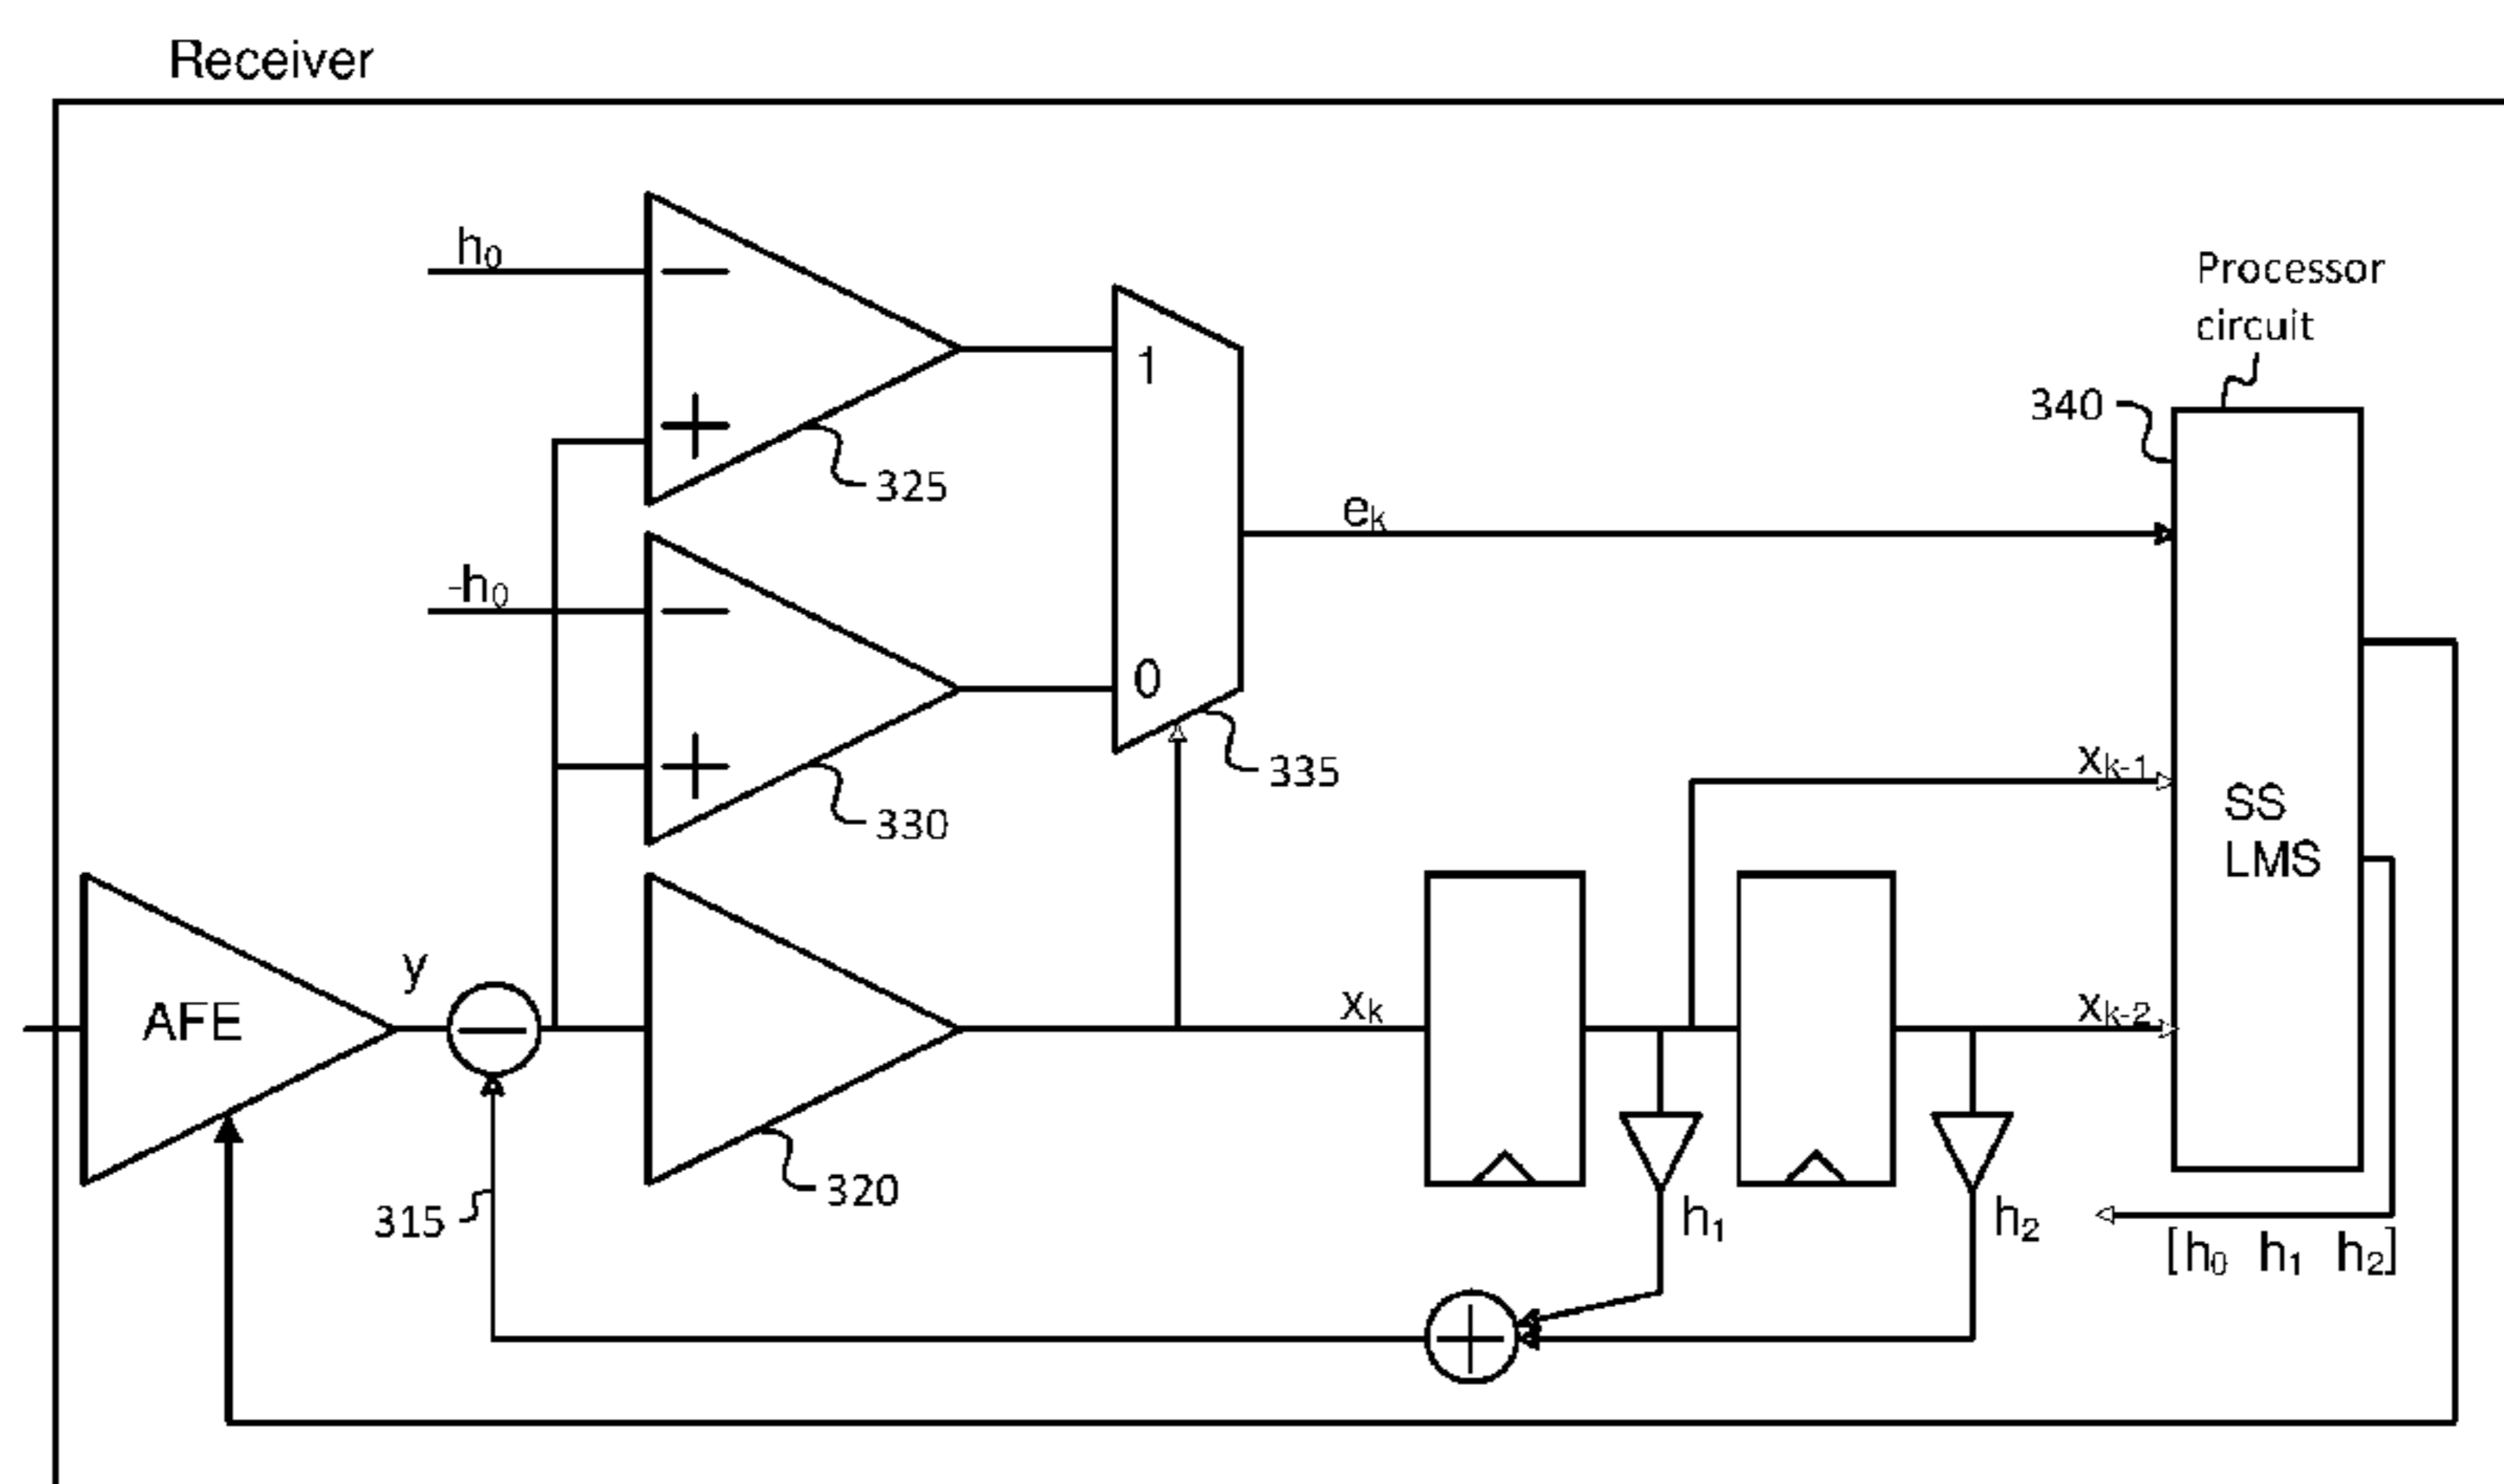 Receiver
h₀
Processor
circuit
340
1
325
eₖ
-h₀
0
335
xₖ₋₁
330
SS
LMS
y
AFE
xₖ
xₖ₋₂
320
315
h₁
h₂
[h₀ h₁ h₂]